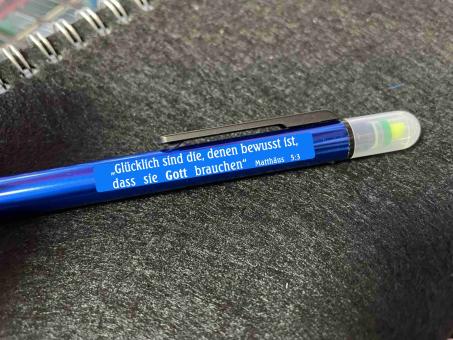 „Glücklich sind die, denen bewusst ist,
dass sie Gott brauchen“ Matthäus 5:3